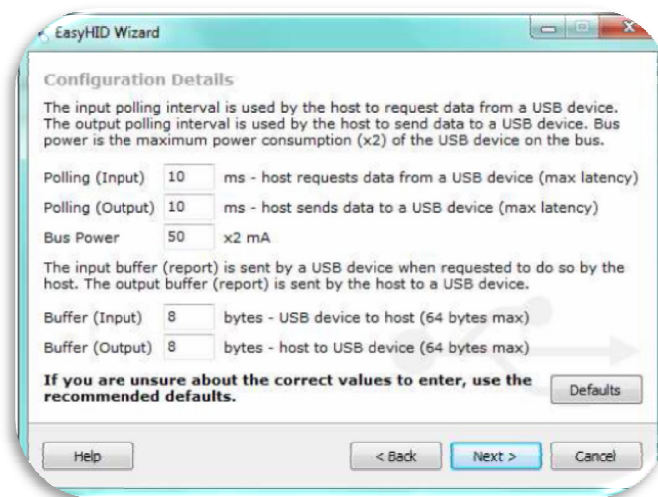 EasyHID Wizard
Configuration Details
The input polling interval is used by the host to request data from a USB device.
The output polling interval is used by the host to send data to a USB device. Bus
power is the maximum power consumption (x2) of the USB device on the bus.
Polling (Input) 10 ms - host requests data from a USB device (max latency)
Polling (Output) 10 ms - host sends data to a USB device (max latency)
Bus Power 50 x2 mA
The input buffer (report) is sent by a USB device when requested to do so by the
host. The output buffer (report) is sent by the host to a USB device.
Buffer (Input) 8 bytes - USB device to host (64 bytes max)
Buffer (Output) 8 bytes - host to USB device (64 bytes max)
If you are unsure about the correct values to enter, use the
recommended defaults.
Defaults
Help < Back Next > Cancel